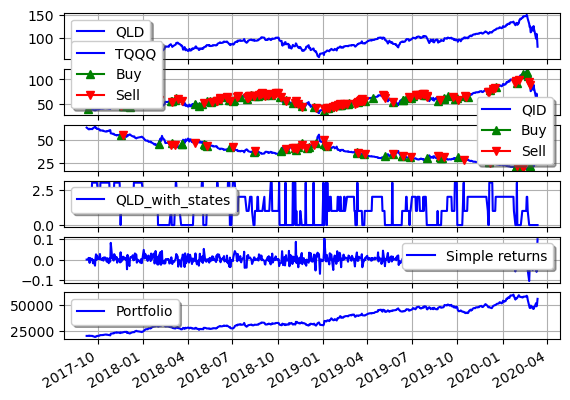 150
100
QLD
TQQQ
Buy
Sell
100
50
QID
Buy
Sell
50
25
2.5
0.0
QLD_with_states
0.1
0.0
−0.1
Simple returns
50000
25000
Portfolio
2017-10
2018-01
2018-04
2018-07
2018-10
2019-01
2019-04
2019-07
2019-10
2020-01
2020-04